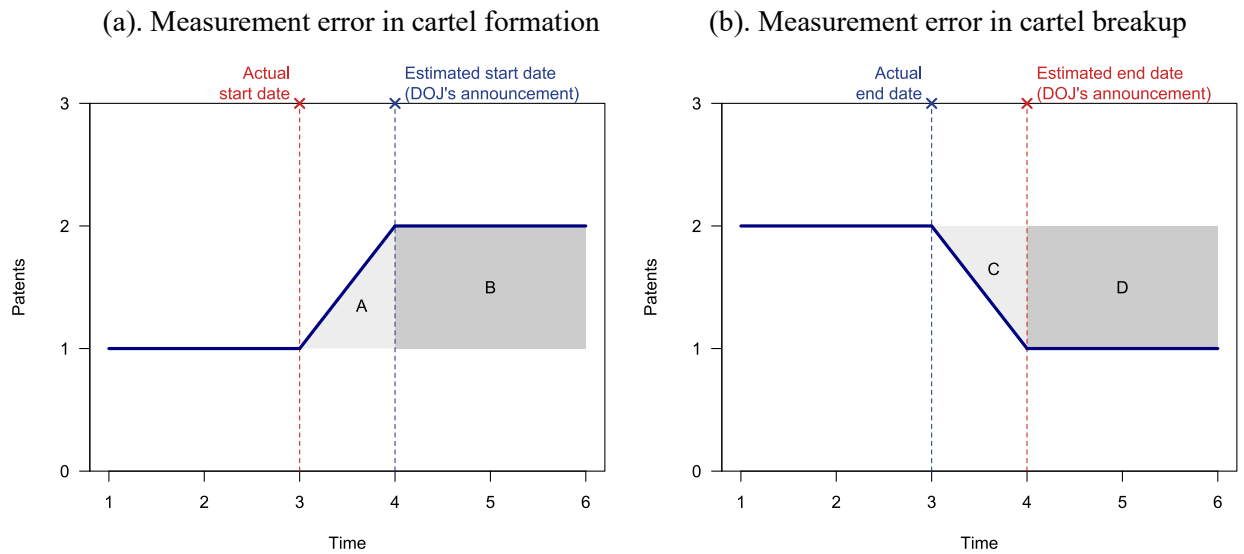 (a). Measurement error in cartel formation
Actual
start date
Estimated start date
(DOJ's announcement)
3
2
1
0
Patents
A
B
1 2 3 4 5 6
Time
(b). Measurement error in cartel breakup
Actual
end date
Estimated end date
(DOJ's announcement)
3
2
1
0
Patents
C
D
1 2 3 4 5 6
Time